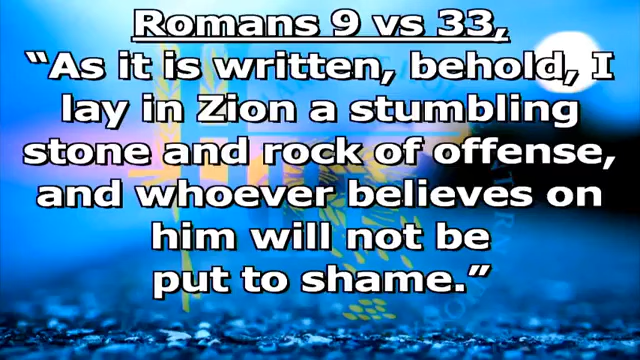 Romans 9 vs 33,
“As it is written, behold, I
lay in Zion a stumbling
stone and rock of offense,
and whoever believes on
him will not be
put to shame.”